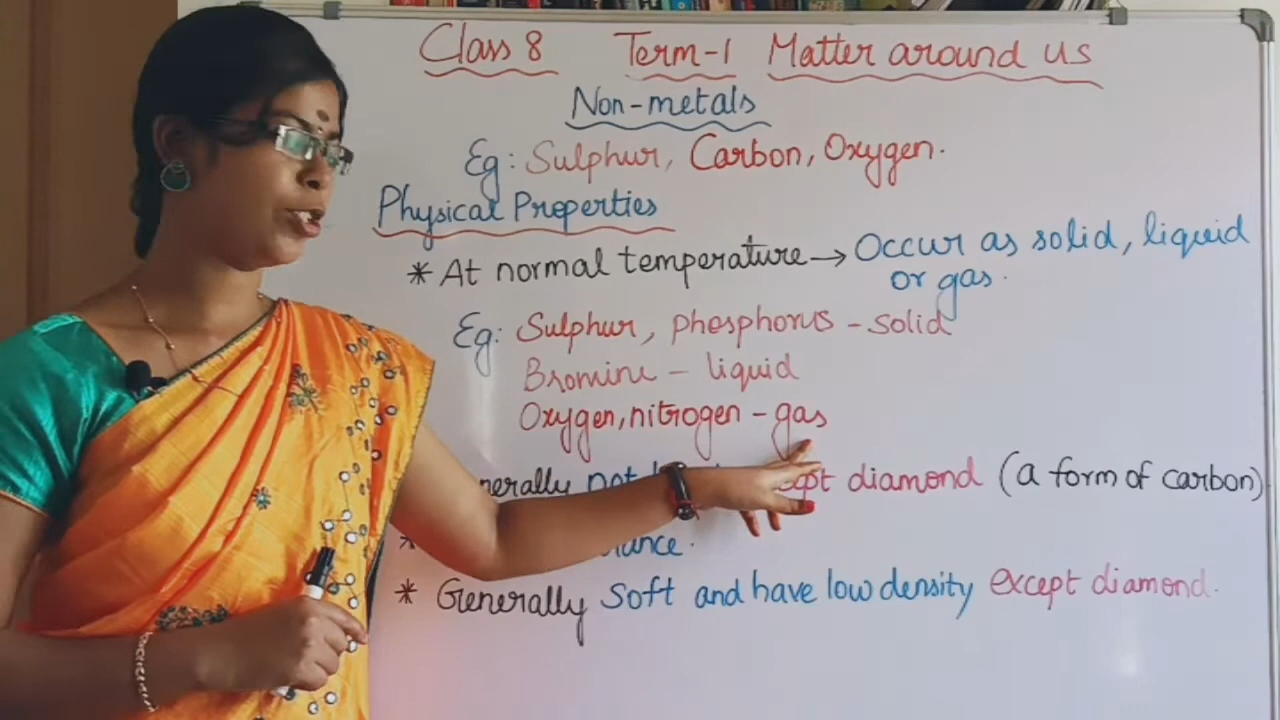 Class 8 Term-1 Matter around us
Non-metals
Eg: Sulphur, Carbon, Oxygen.
Physical Properties
* At normal temperature → Occur as solid, liquid
or gas.
Eg: Sulphur, phosphorus - solid
Bromine - liquid
Oxygen, nitrogen - gas
not diamond (a form of carbon)
*
* Generally soft and have low density except diamond.